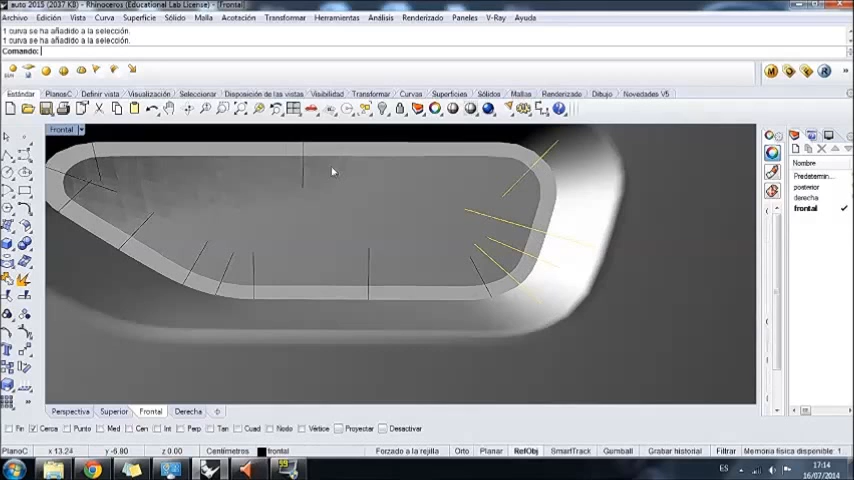 auto 2015 (2037 KB) - Rhinoceros (Educational Lab License) - [Frontal]
Archivo Edición Ver Curva Superficie Sólido Malla Acotación Transformar Herramientas Análisis Renderizado Paneles V-Ray Ayuda
1 curva se ha añadido a la selección.
1 curva se ha añadido a la selección.
Comando:
Estándar PlanosC Definir vista Visualización Seleccionar Disposición de las vistas Visibilidad Transformar Curvas Superficies Sólidos Mallas Renderizado Dibujo Novedades V5
Frontal
Nombre
Predetermin...
posterior
derecha
frontal
Perspectiva Superior Frontal Derecha
Fin Cerca Punto Med Cen Int Perp Tan Cuad Nodo Vértice Proyectar Desactivar
PlanoC x 13.24 y -6.80 z 0.00 Centímetros frontal Forzado a la rejilla Orto Planar RefObj SmartTrack Gumball Grabar historial Filtrar Memoria física disponible: 1
ES 17:14
16/07/2014